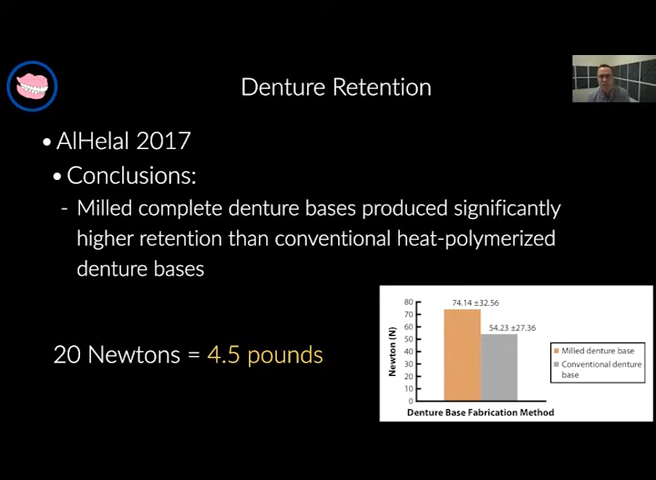 Denture Retention
• AlHelal 2017
• Conclusions:
- Milled complete denture bases produced significantly
higher retention than conventional heat-polymerized
denture bases
20 Newtons = 4.5 pounds
80
70
60
50
40
30
20
10
0
Newton (N)
74.14 ±32.56
54.23 ±27.36
Milled denture base
Conventional denture
base
Denture Base Fabrication Method